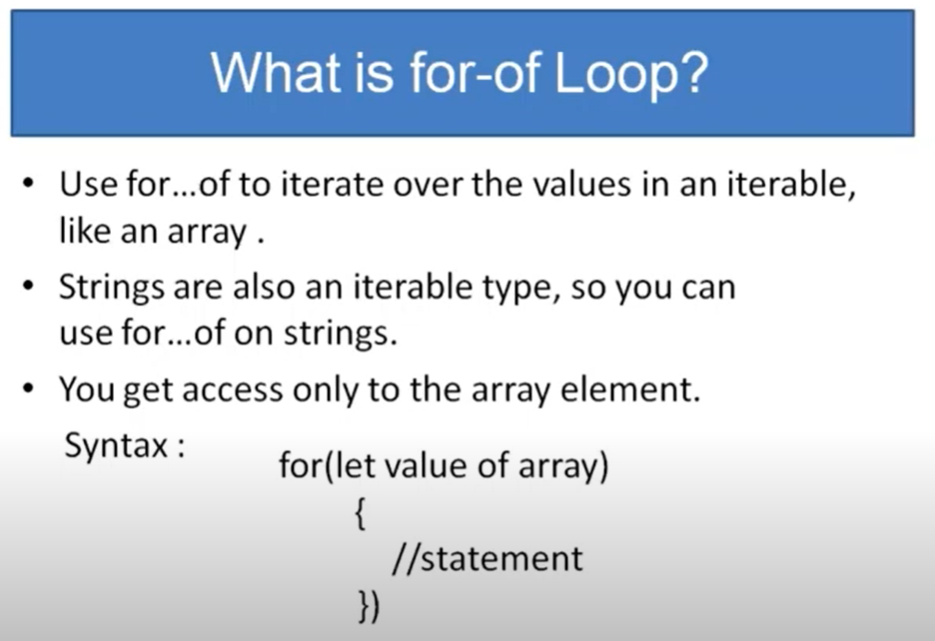 What is for-of Loop?
• Use for...of to iterate over the values in an iterable,
like an array .
• Strings are also an iterable type, so you can
use for...of on strings.
• You get access only to the array element.
Syntax :
for(let value of array)
{
//statement
})